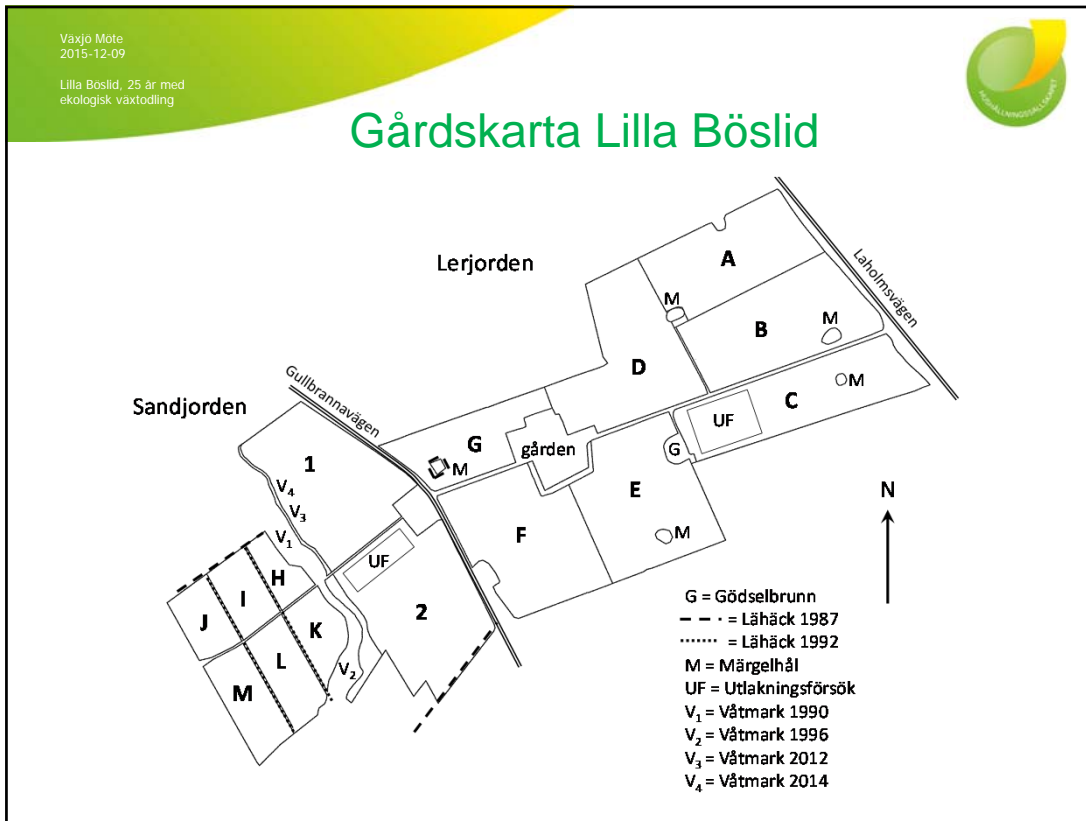 Växjö Möte
2015-12-09
Lilla Böslid, 25 år med
ekologisk växtodling
HUSHÅLLNINGSSÄLLSKAPET
Gårdskarta Lilla Böslid
Lerjorden
A
Laholmsvägen
M
B
M
D
M
C
Gullbrannavägen
Sandjorden
UF
G
gården
G
M
1
E
V4
N
V3
F
M
V1
UF
H
I
J
2
K
L
V2
M
G = Gödselbrunn
= Lähäck 1987
= Lähäck 1992
M = Märgelhål
UF = Utlakningsförsök
V1 = Våtmark 1990
V2 = Våtmark 1996
V3 = Våtmark 2012
V4 = Våtmark 2014